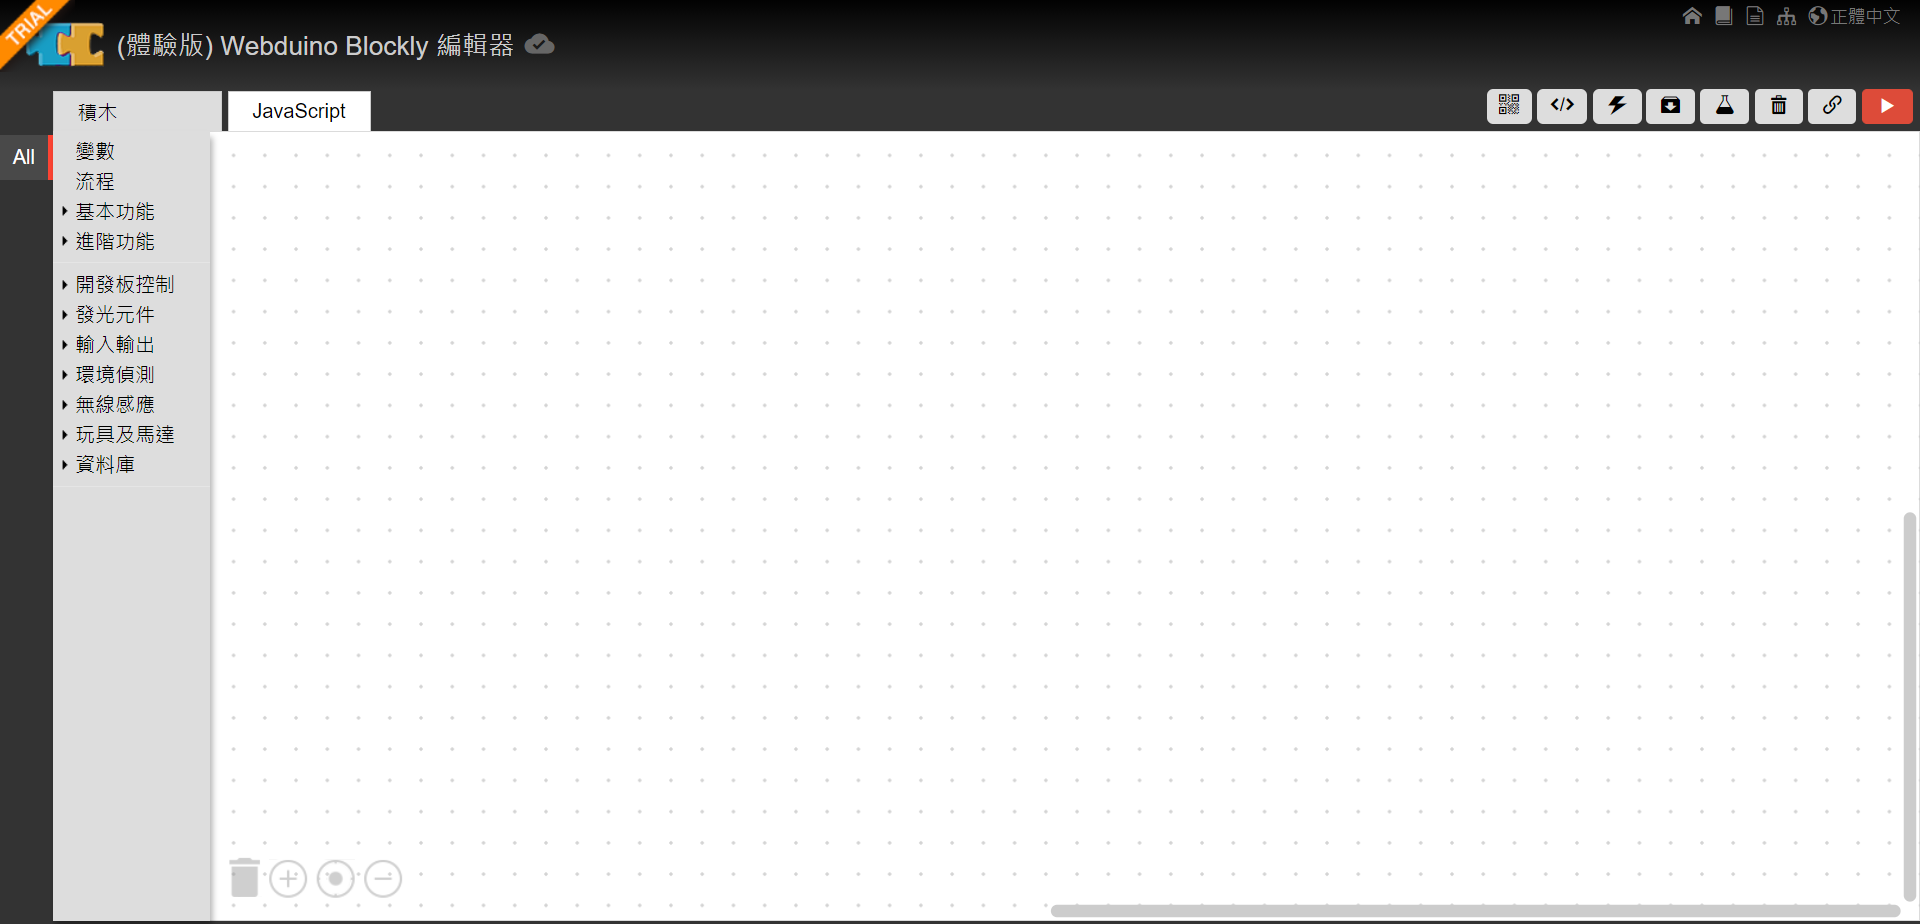 TRIAL
(體驗版) Webduino Blockly 編輯器
正體中文
積木
JavaScript
All
變數
流程
基本功能
進階功能
開發板控制
發光元件
輸入輸出
環境偵測
無線感應
玩具及馬達
資料庫